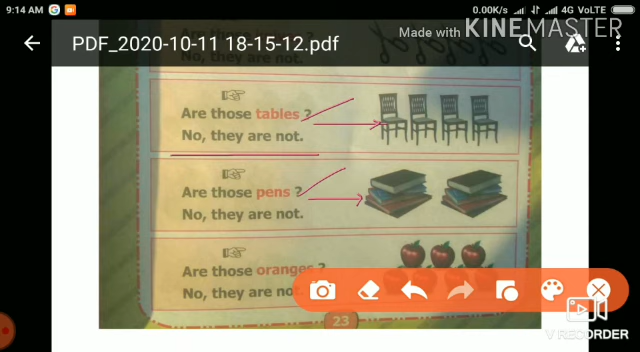 9:14 AM
0.00K/s 4G VoLTE
Made with KINEMASTER
PDF_2020-10-11 18-15-12.pdf
No, they are not.
Are those tables ?
No, they are not.
Are those pens ?
No, they are not.
Are those oranges ?
No, they are not.
23
V RECORDER